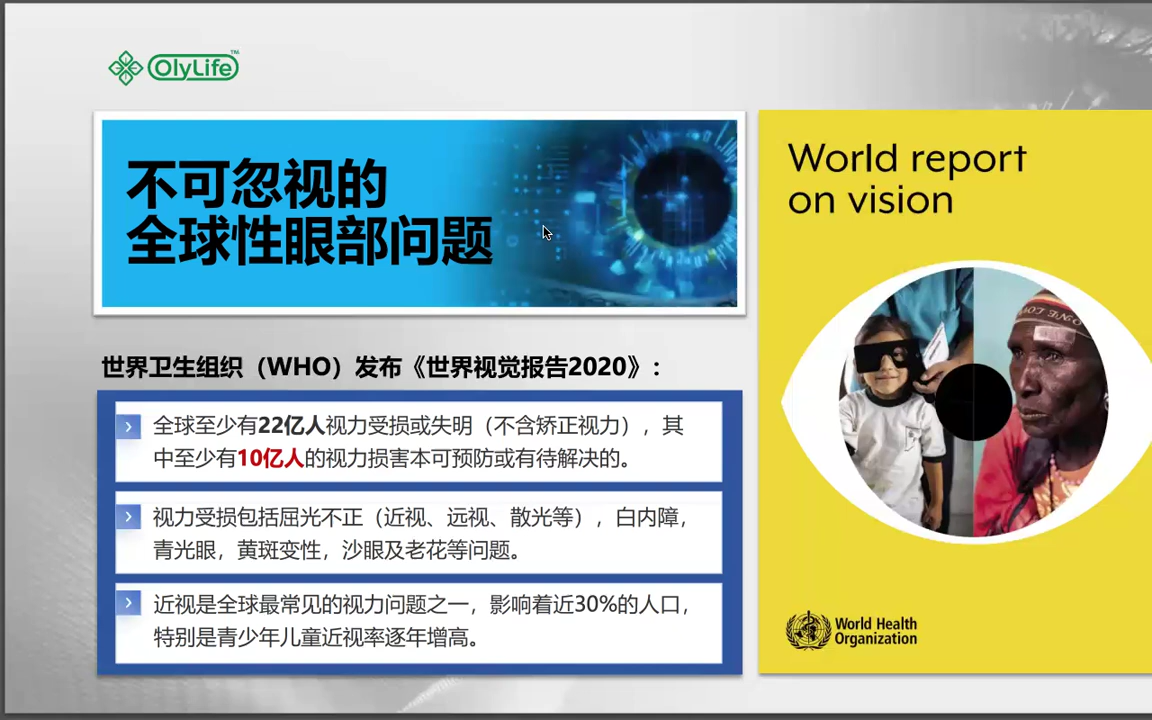 OlyLife™
不可忽视的
全球性眼部问题
世界卫生组织（WHO）发布《世界视觉报告2020》：
全球至少有22亿人视力受损或失明（不含矫正视力），其
中至少有10亿人的视力损害本可预防或有待解决的。
视力受损包括屈光不正（近视、远视、散光等），白内障，
青光眼，黄斑变性，沙眼及老花等问题。
近视是全球最常见的视力问题之一，影响着近30%的人口，
特别是青少年儿童近视率逐年增高。
World report
on vision
World Health
Organization